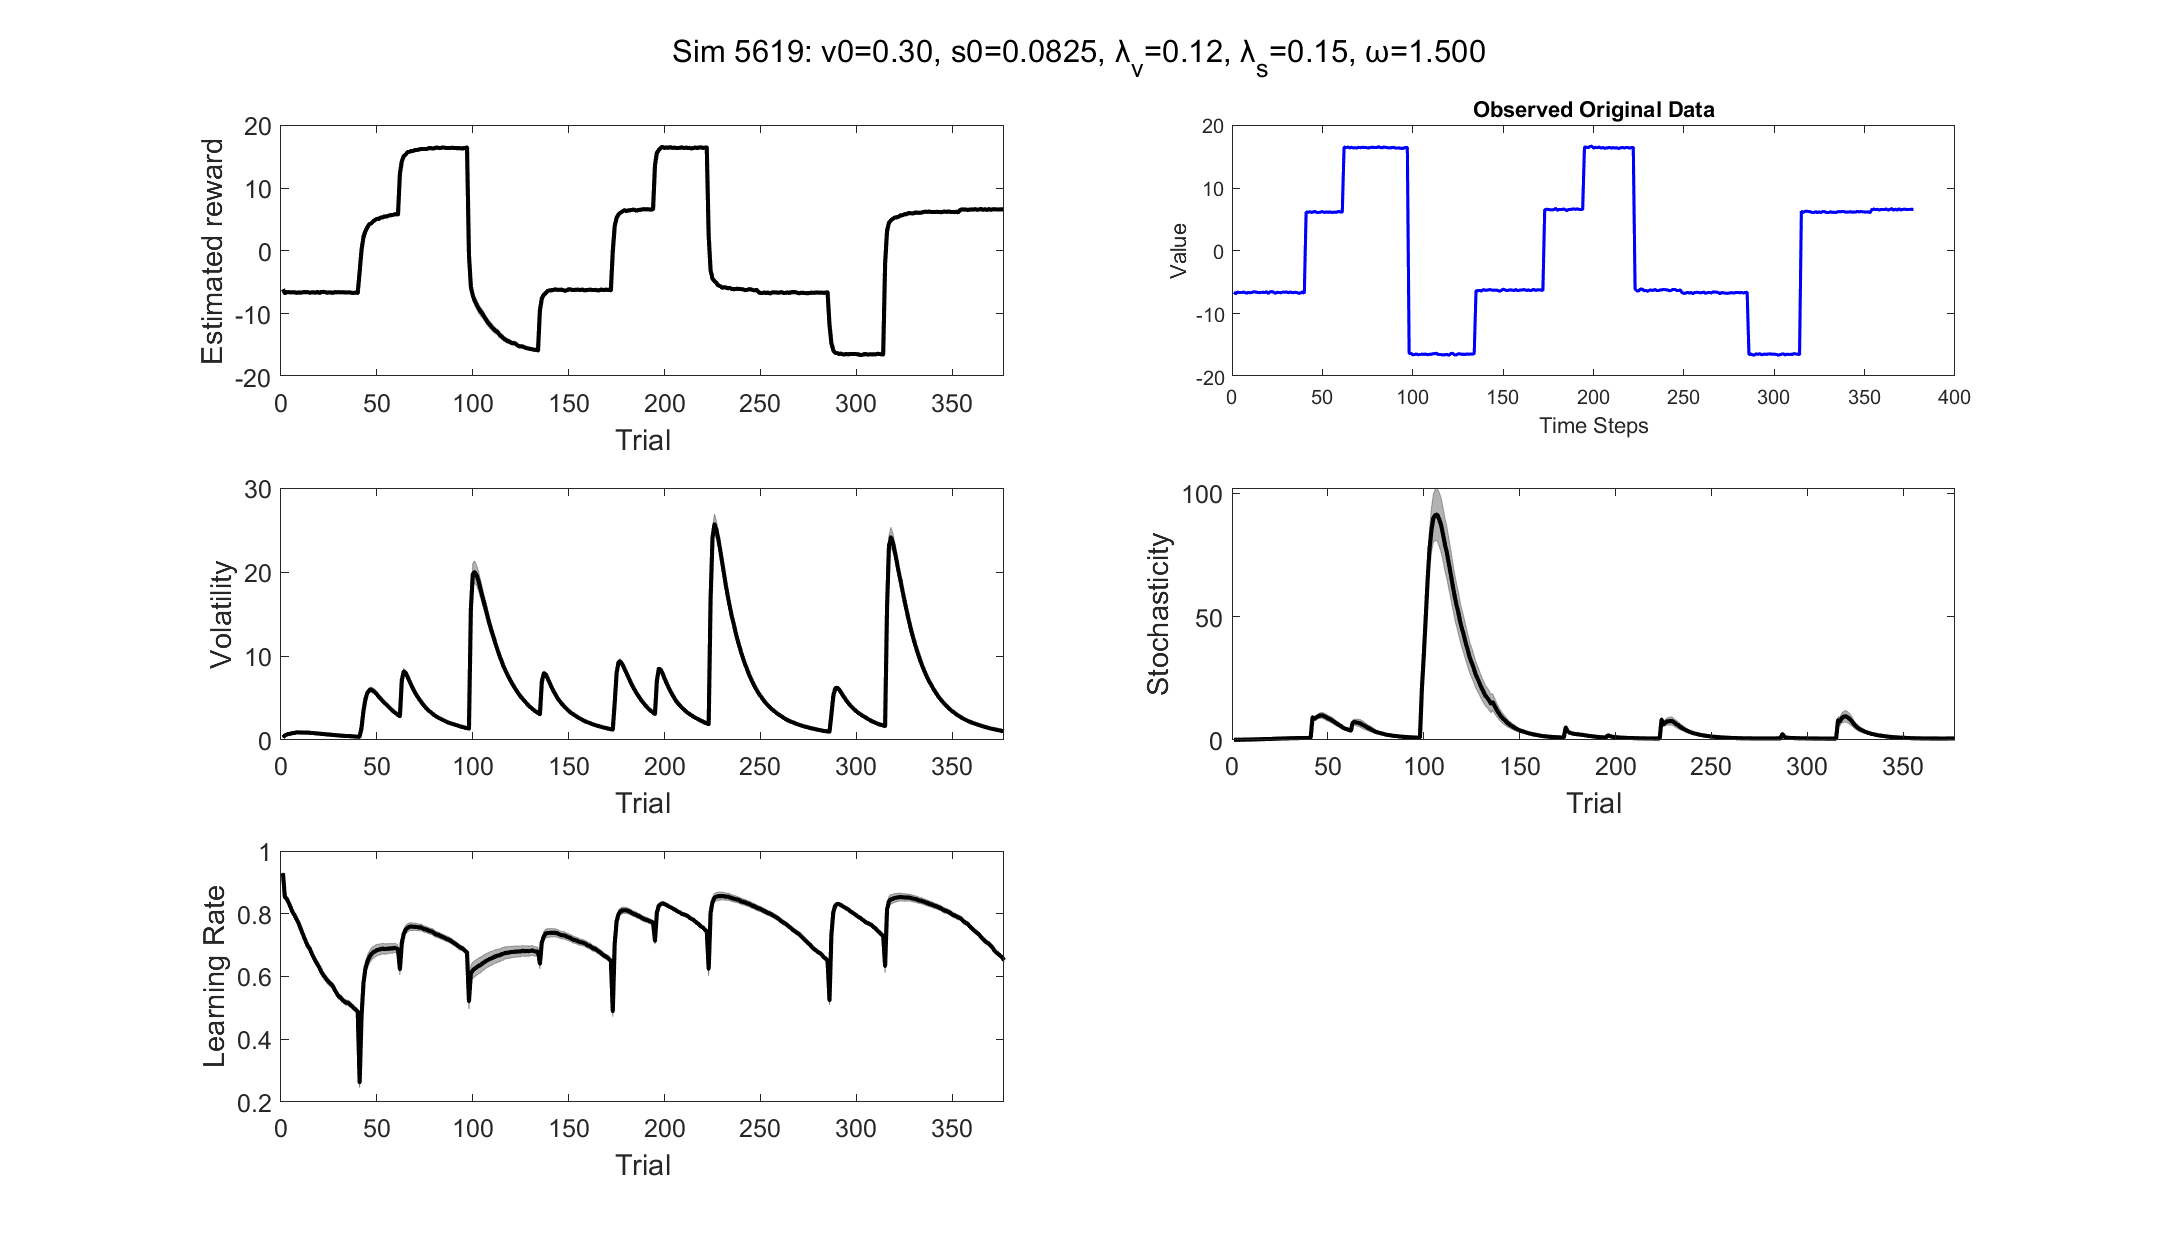 Sim 5619: v0=0.30, s0=0.0825, λv=0.12, λs=0.15, ω=1.500
20
10
0
-10
-20
Estimated reward
0 50 100 150 200 250 300 350
Trial
Observed Original Data
20
10
0
-10
-20
Value
0 50 100 150 200 250 300 350 400
Time Steps
30
20
10
0
Volatility
0 50 100 150 200 250 300 350
Trial
100
50
0
Stochasticity
0 50 100 150 200 250 300 350
Trial
1
0.8
0.6
0.4
0.2
Learning Rate
0 50 100 150 200 250 300 350
Trial